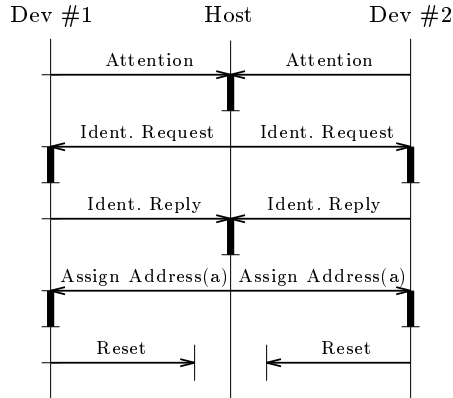 Dev #1 Host Dev #2
Attention Attention
Ident. Request Ident. Request
Ident. Reply Ident. Reply
Assign Address(a) Assign Address(a)
Reset Reset